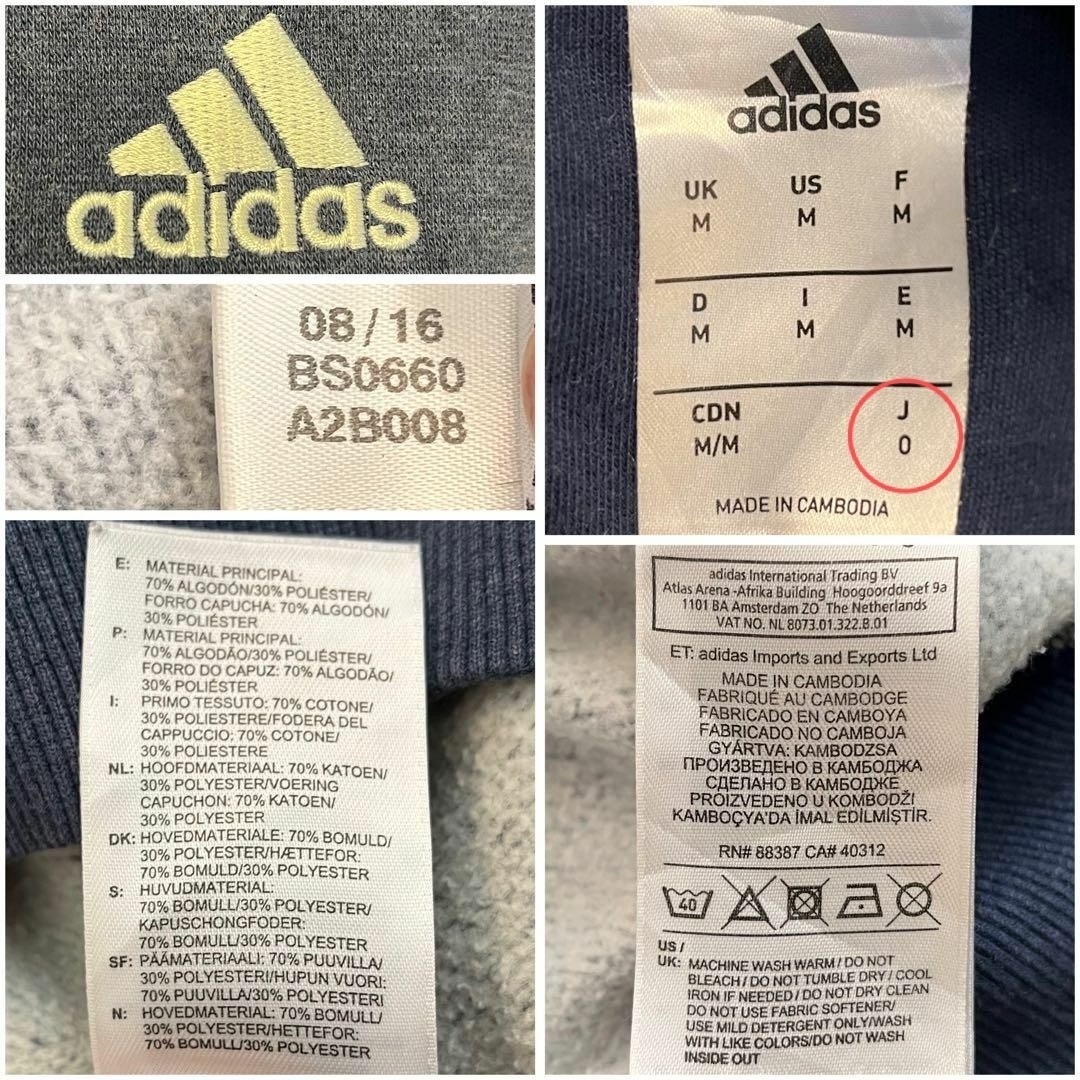 adidas
adidas
UK US F
M M M
D I E
M M M
CDN J
M/M O
MADE IN CAMBODIA
08/16
BS0660
A2B008
E: MATERIAL PRINCIPAL:
70% ALGODÓN/30% POLIÉSTER/
FORRO CAPUCHA: 70% ALGODÓN/
30% POLIÉSTER
P: MATERIAL PRINCIPAL:
70% ALGODÃO/30% POLIÉSTER/
FORRO DO CAPUZ: 70% ALGODÃO/
30% POLIÉSTER
I: PRIMO TESSUTO: 70% COTONE/
30% POLIESTERE/FODERA DEL
CAPPUCCIO: 70% COTONE/
30% POLIESTERE
NL: HOOFDMATERIAAL: 70% KATOEN/
30% POLYESTER/VOERING
CAPUCHON: 70% KATOEN/
30% POLYESTER
DK: HOVEDMATERIALE: 70% BOMULD/
30% POLYESTER/HÆTTEFOR:
70% BOMULD/30% POLYESTER
S: HUVUDMATERIAL:
70% BOMULL/30% POLYESTER/
KAPUSCHONGFODER:
70% BOMULL/30% POLYESTER
SF: PÄÄMATERIAALI: 70% PUUVILLA/
30% POLYESTERI/HUPUN VUORI:
70% PUUVILLA/30% POLYESTERI
N: HOVEDMATERIALE: 70% BOMULL/
30% POLYESTER/HETTEFOR:
70% BOMULL/30% POLYESTER
adidas International Trading BV
Atlas Arena -Afrika Building Hoogoorddreef 9a
1101 BA Amsterdam ZO The Netherlands
VAT NO. NL 8073.01.322.B.01
ET: adidas Imports and Exports Ltd
MADE IN CAMBODIA
FABRIQUÉ AU CAMBODGE
FABRICADO EN CAMBOYA
FABRICADO NO CAMBOJA
GYÁRTVA: KAMBODZSA
ПРОИЗВЕДЕНО В КАМБОДЖА
СДЕЛАНО В КАМБОДЖЕ
PROIZVEDENO U KOMBODŽI
KAMBOÇYA'DA İMAL EDİLMİŞTİR.
RN# 88387 CA# 40312
40
US /
UK: MACHINE WASH WARM / DO NOT
BLEACH / DO NOT TUMBLE DRY / COOL
IRON IF NEEDED / DO NOT DRY CLEAN
DO NOT USE FABRIC SOFTENER/
USE MILD DETERGENT ONLY/WASH
WITH LIKE COLORS/DO NOT WASH
INSIDE OUT